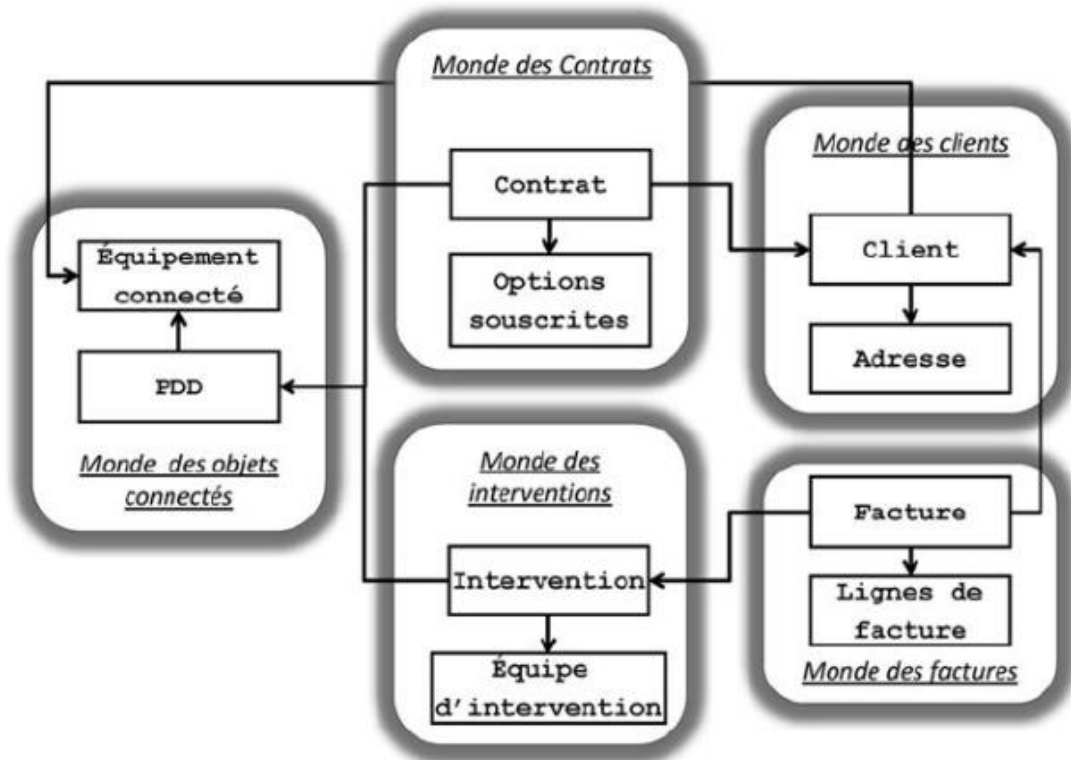 Monde des Contrats
Contrat
Options
souscrites
Monde des clients
Client
Adresse
Équipement
connecté
PDD
Monde des objets
connectés
Monde des
interventions
Intervention
Équipe
d'intervention
Facture
Lignes de
facture
Monde des factures